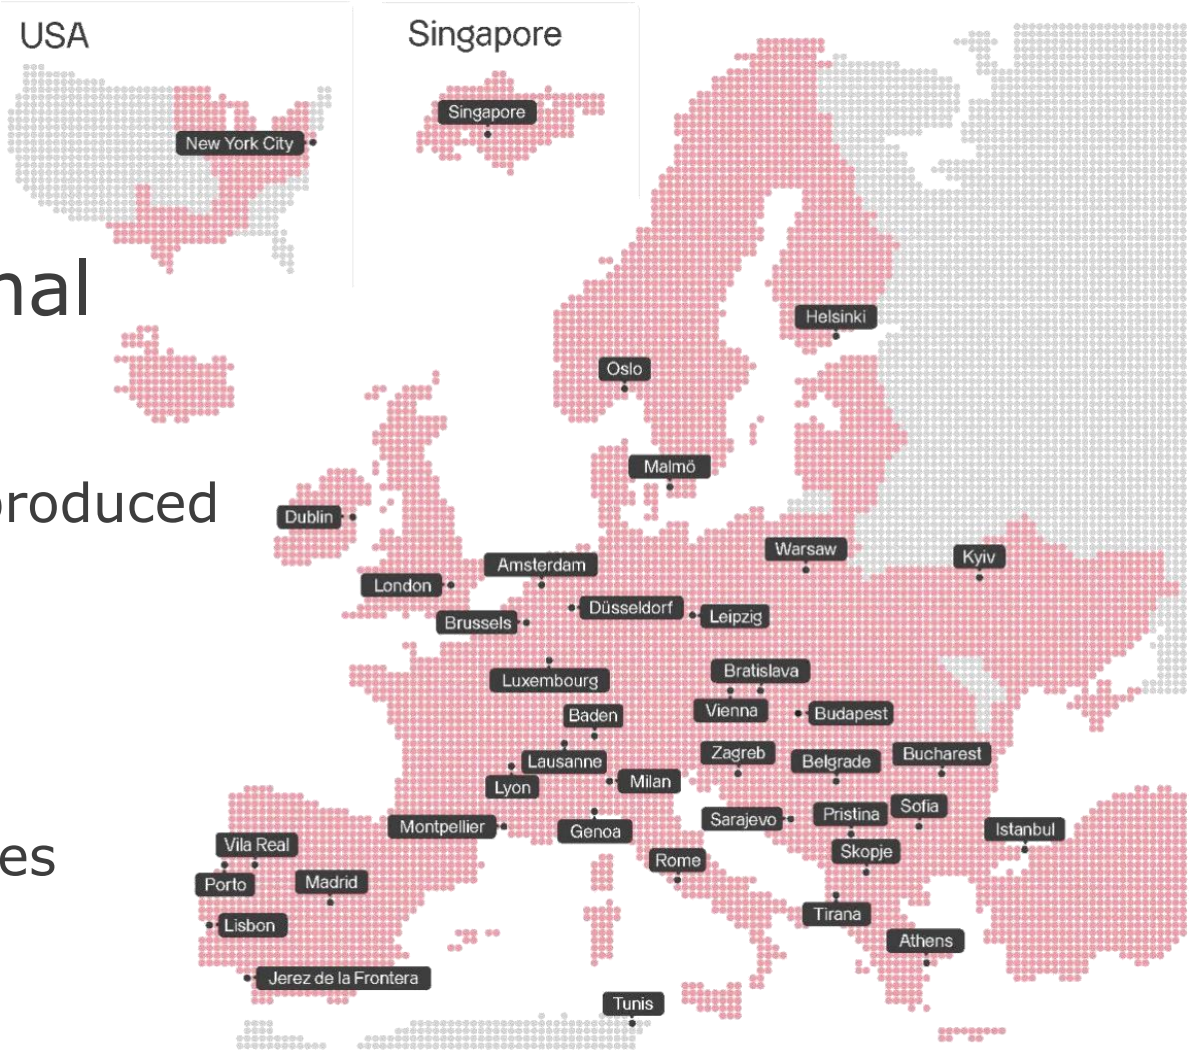 USA
Singapore
New York City
Singapore
nal
Helsinki
Oslo
Malmö
produced
Dublin
Warsaw
Kyiv
Amsterdam
London
Düsseldorf
Leipzig
Brussels
Bratislava
Luxembourg
Vienna
Budapest
Baden
Zagreb
Bucharest
Lausanne
Belgrade
Milan
Lyon
Sofia
Pristina
Sarajevo
Montpellier
Genoa
Istanbul
Vila Real
Skopje
Rome
Porto
Madrid
es
Tirana
Lisbon
Athens
Jerez de la Frontera
Tunis